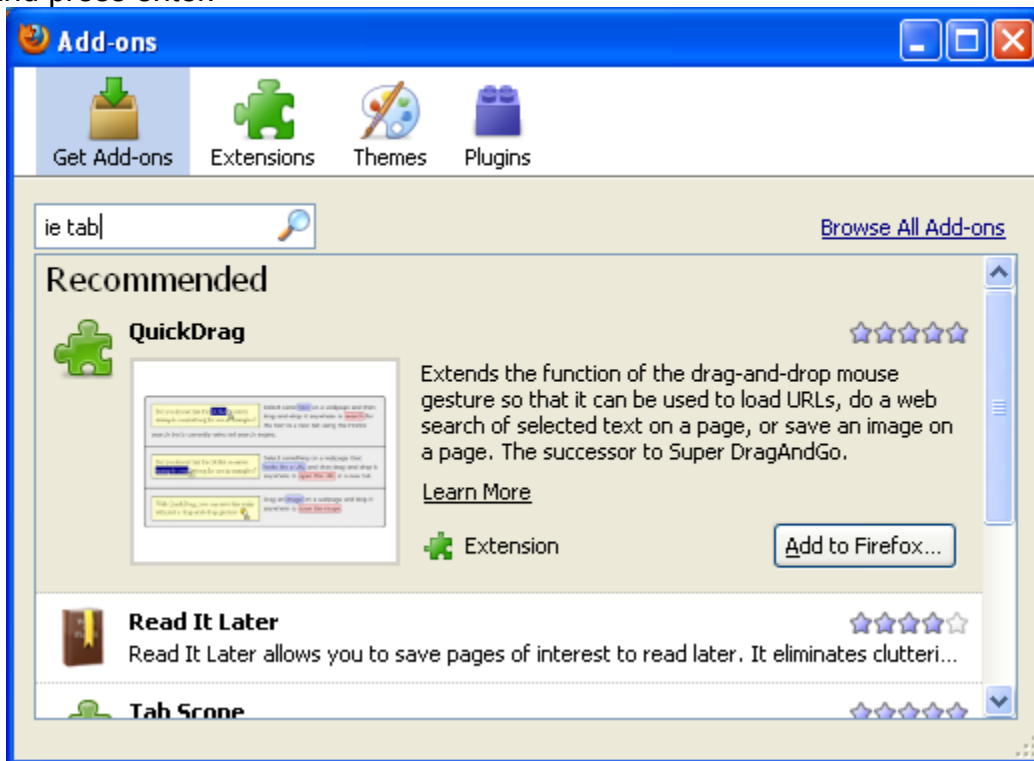 and press enter.
Add-ons
Get Add-ons Extensions Themes Plugins
ie tab
Browse All Add-ons
Recommended
QuickDrag
Extends the function of the drag-and-drop mouse
gesture so that it can be used to load URLs, do a web
search of selected text on a page, or save an image on
a page. The successor to Super DragAndGo.
Learn More
Extension
Add to Firefox...
Read It Later
Read It Later allows you to save pages of interest to read later. It eliminates clutteri...
Tab Scope